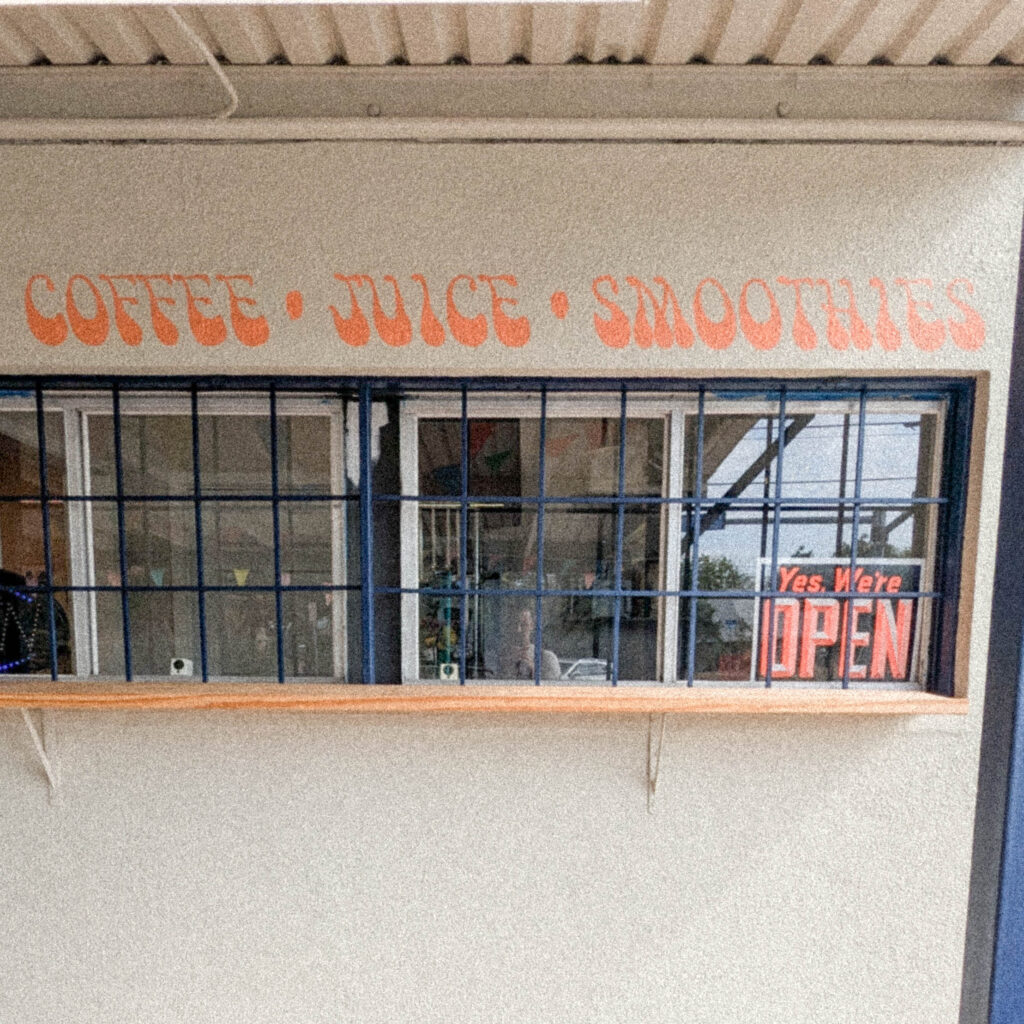 COFFEE • JUICE • SMOOTHIES
Yes, We're
OPEN